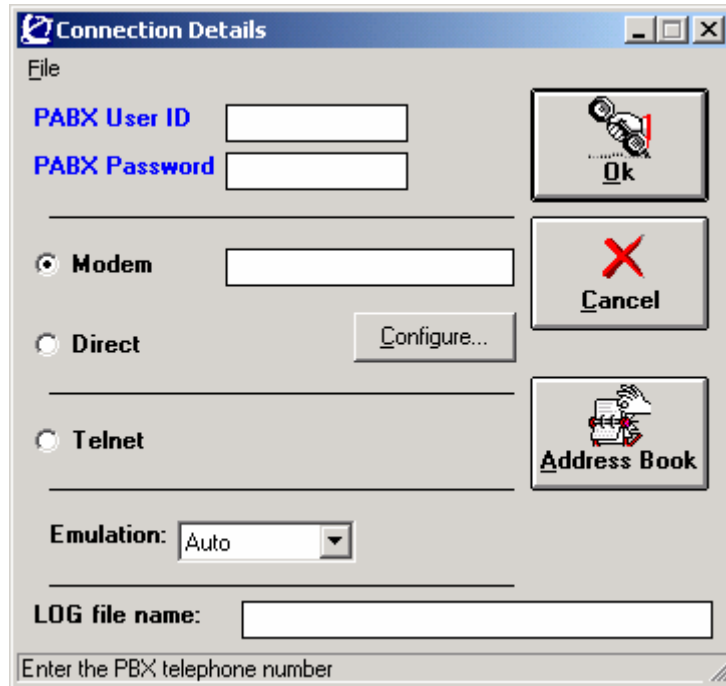 Connection Details
File
PABX User ID
PABX Password
Ok
Modem
Cancel
Direct
Configure...
Telnet
Address Book
Emulation: Auto
LOG file name:
Enter the PBX telephone number